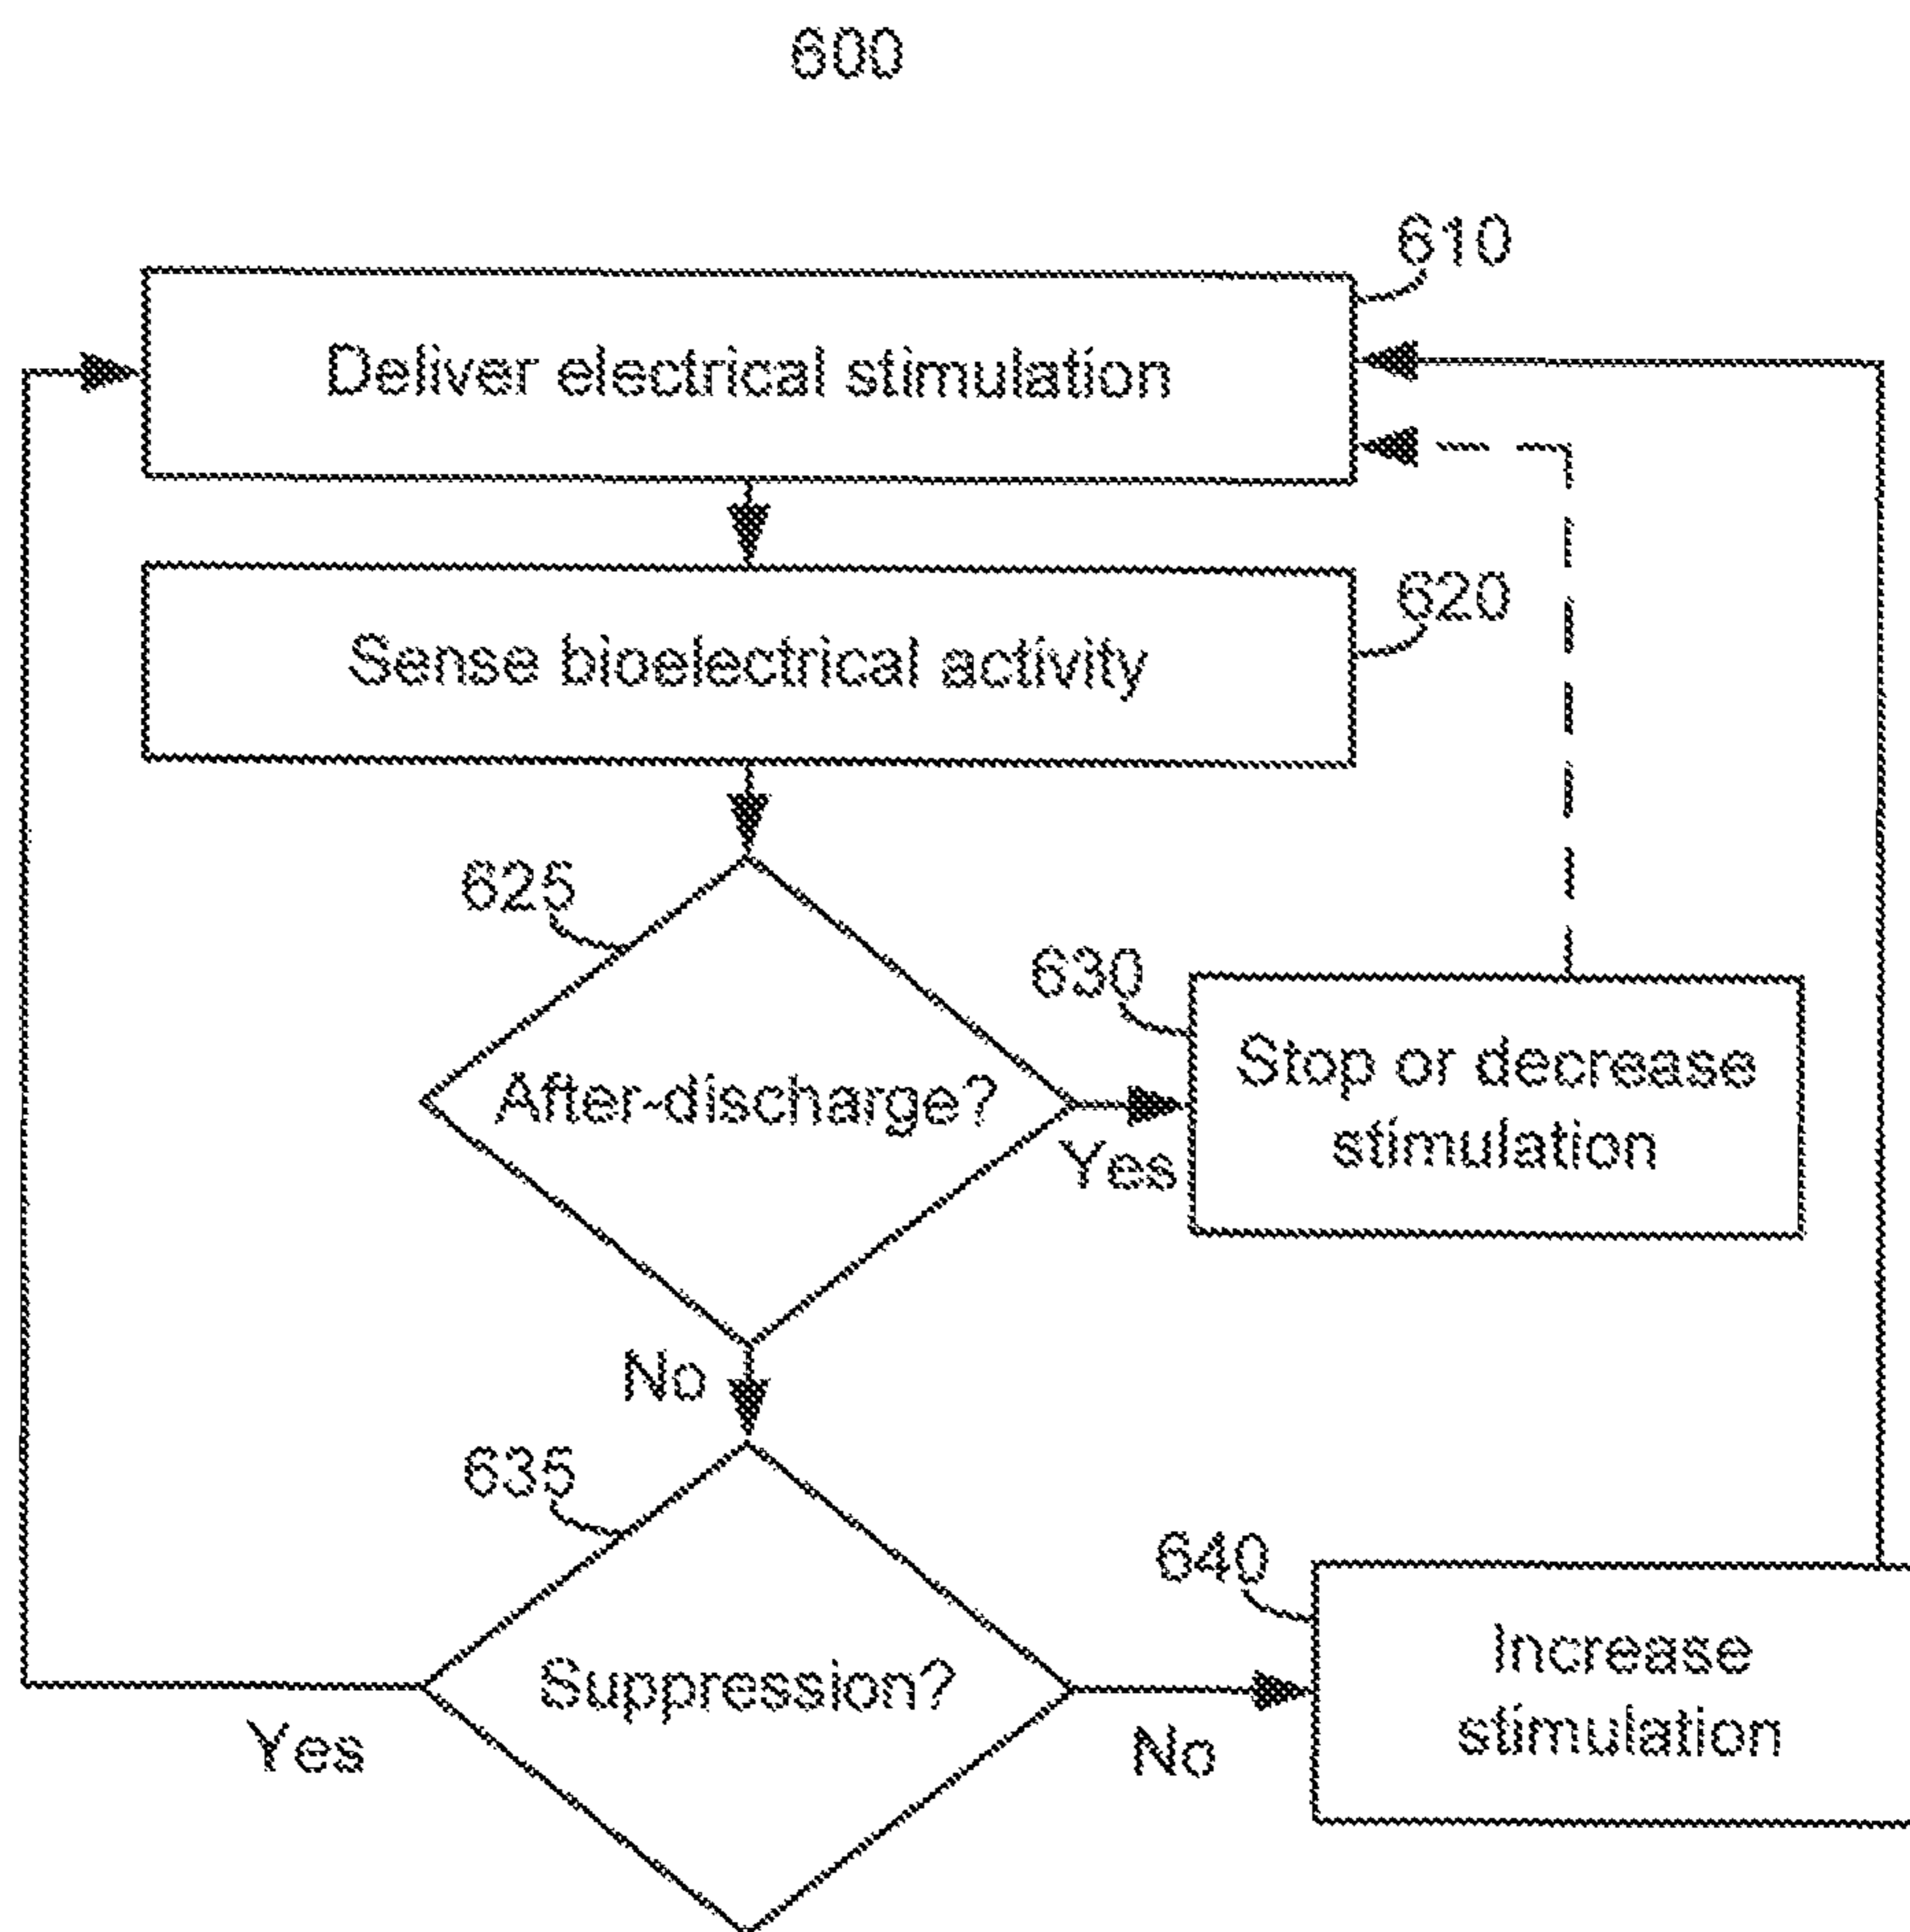 600
610
Deliver electrical stimulation
620
Sense bioelectrical activity
625
After-discharge?
Yes
630
Stop or decrease
stimulation
No
635
Suppression?
Yes
No
640
Increase
stimulation